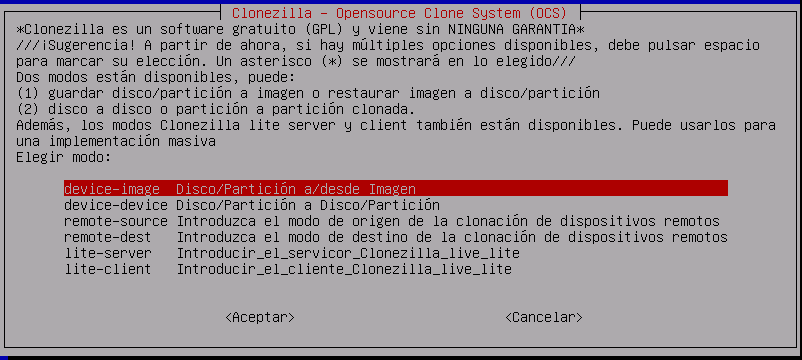 Clonezilla - Opensource Clone System (OCS)
*Clonezilla es un software gratuito (GPL) y viene sin NINGUNA GARANTIA*
///¡Sugerencia! A partir de ahora, si hay múltiples opciones disponibles, debe pulsar espacio
para marcar su elección. Un asterisco (*) se mostrará en lo elegido///
Dos modos están disponibles, puede:
(1) guardar disco/partición a imagen o restaurar imagen a disco/partición
(2) disco a disco o partición a partición clonada.
Además, los modos Clonezilla lite server y client también están disponibles. Puede usarlos para
una implementación masiva
Elegir modo:
device-image Disco/Partición a/desde Imagen
device-device Disco/Partición a Disco/Partición
remote-source Introduzca el modo de origen de la clonación de dispositivos remotos
remote-dest Introduzca el modo de destino de la clonación de dispositivos remotos
lite-server Introducir_el_servicor_Clonezilla_live_lite
lite-client Introducir_el_cliente_Clonezilla_live_lite
<Aceptar> <Cancelar>